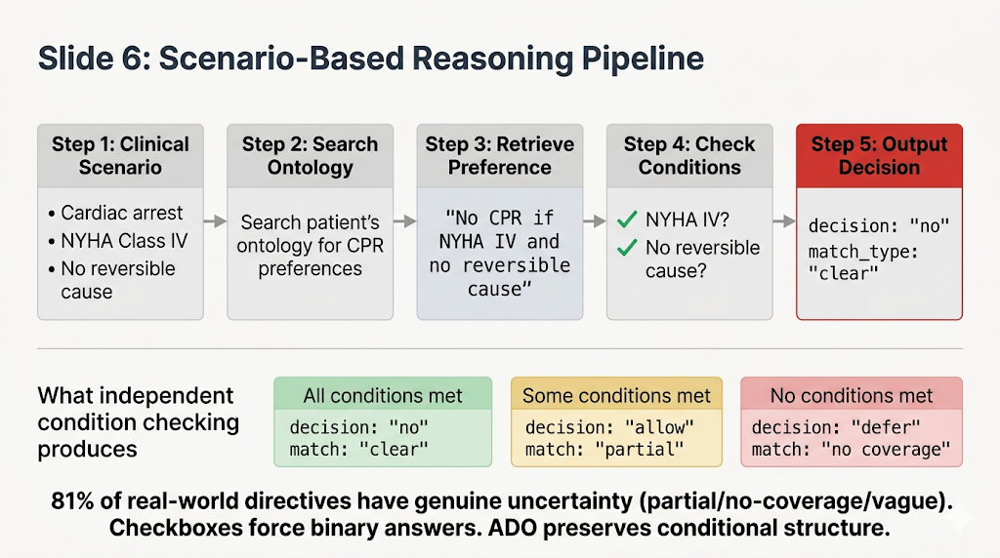 Slide 6: Scenario-Based Reasoning Pipeline
Step 1: Clinical
Scenario
• Cardiac arrest
• NYHA Class IV
• No reversible
cause
Step 2: Search
Ontology
Search patient's
ontology for CPR
preferences
Step 3: Retrieve
Preference
"No CPR if
NYHA IV and
no reversible
cause"
Step 4: Check
Conditions
✓ NYHA IV?
✓ No reversible
cause?
Step 5: Output
Decision
decision: "no"
match_type:
"clear"
What independent
condition checking
produces
All conditions met
decision: "no"
match: "clear"
Some conditions met
decision: "allow"
match: "partial"
No conditions met
decision: "defer"
match: "no coverage"
81% of real-world directives have genuine uncertainty (partial/no-coverage/vague).
Checkboxes force binary answers. ADO preserves conditional structure.